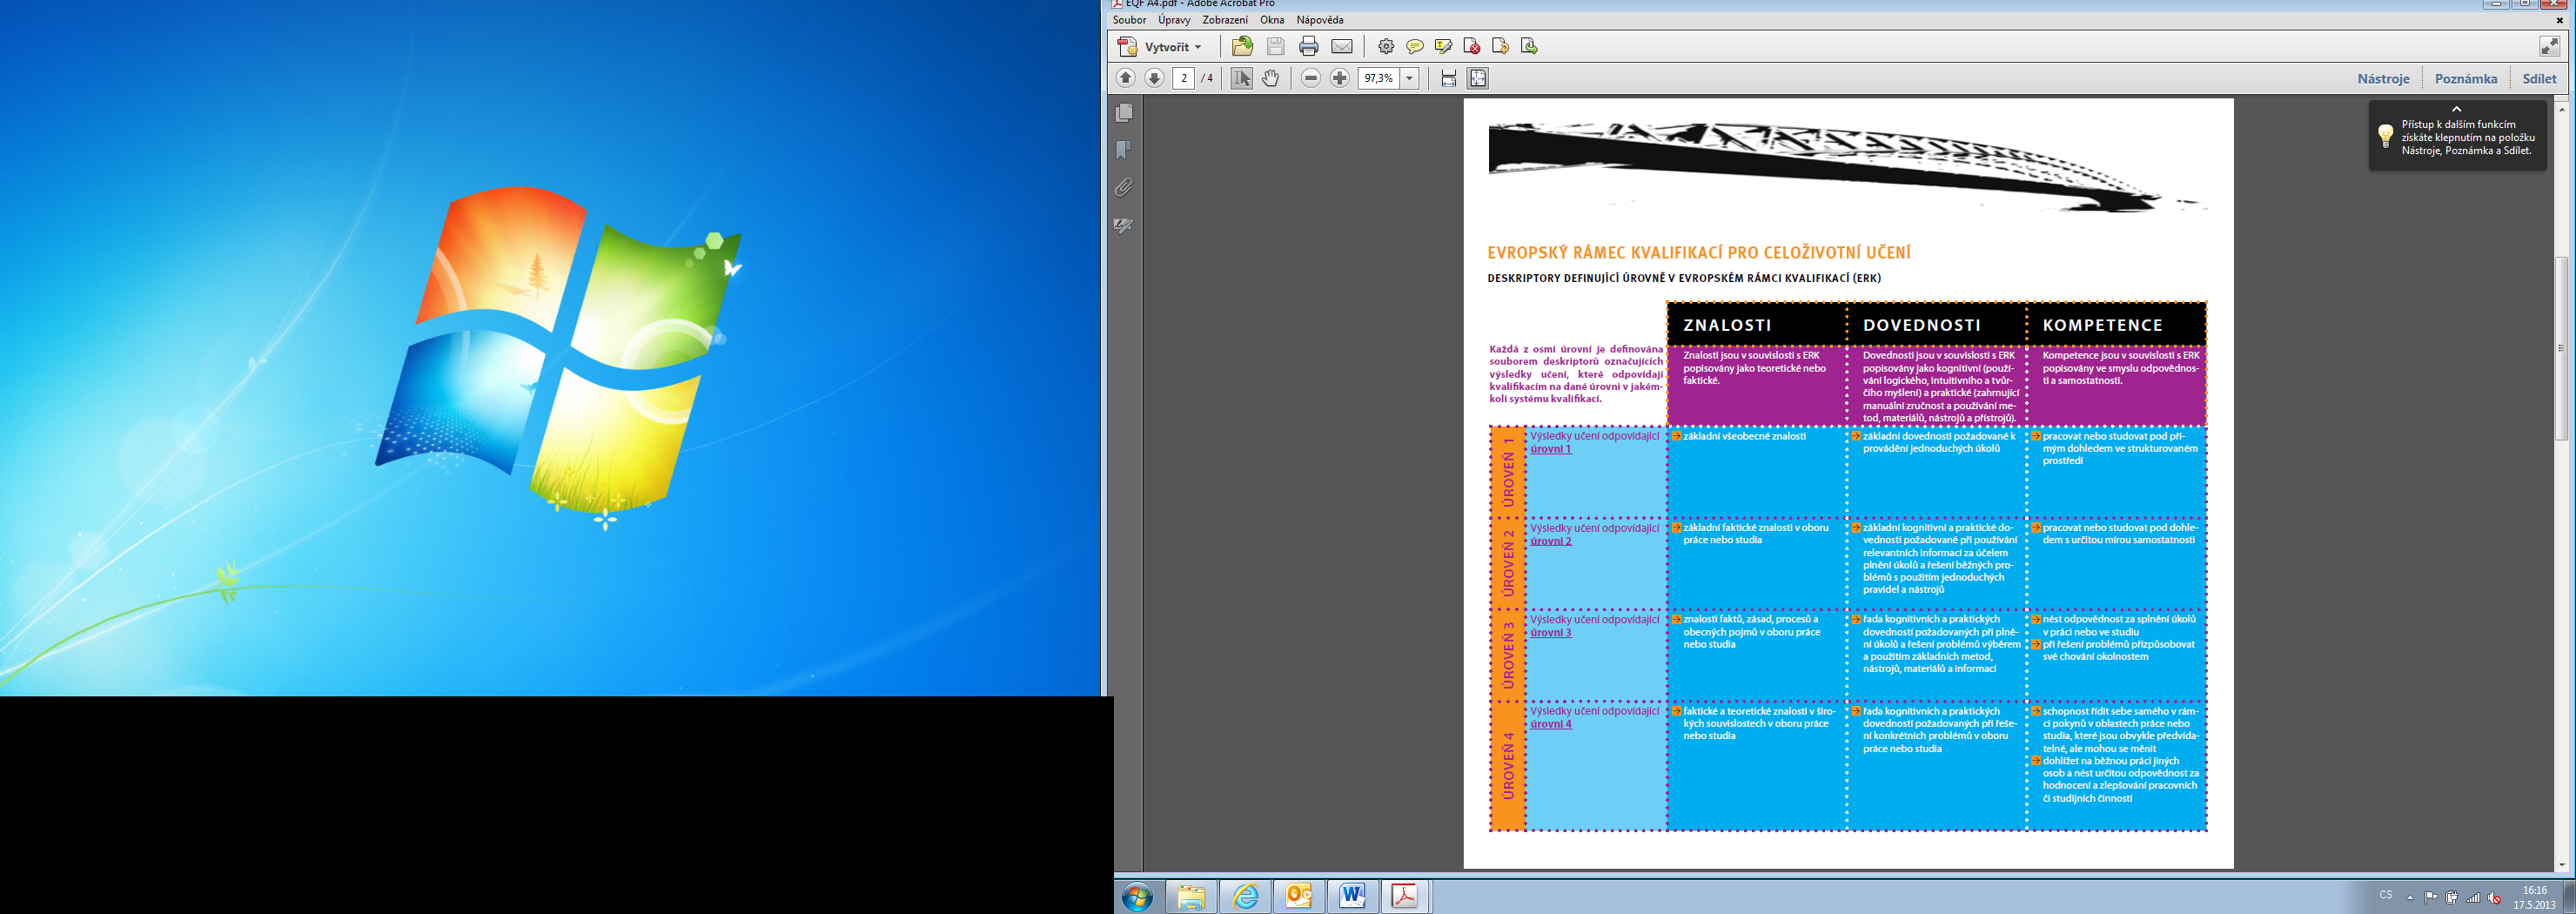 EQF A4.pdf - Adobe Acrobat Pro
Soubor Úpravy Zobrazení Okna Nápověda
Vytvořit
2 / 4 97,3% Nástroje Poznámka Sdílet
Přístup k dalším funkcím
získáte klepnutím na položku
Nástroje, Poznámka a Sdílet.
EVROPSKÝ RÁMEC KVALIFIKACÍ PRO CELOŽIVOTNÍ UČENÍ
DESKRIPTORY DEFINUJÍCÍ ÚROVNĚ V EVROPSKÉM RÁMCI KVALIFIKACÍ (ERK)
Každá z osmi úrovní je definována
souborem deskriptorů označujících
výsledky učení, které odpovídají
kvalifikacím na dané úrovni v jakém-
koli systému kvalifikací.
ZNALOSTI
Znalosti jsou v souvislosti s ERK
popisovány jako teoretické nebo
faktické.
DOVEDNOSTI
Dovednosti jsou v souvislosti s ERK
popisovány jako kognitivní (použí-
vání logického, intuitivního a tvůr-
čího myšlení) a praktické (zahrnující
manuální zručnost a používání me-
tod, materiálů, nástrojů a přístrojů).
KOMPETENCE
Kompetence jsou v souvislosti s ERK
popisovány ve smyslu odpovědnos-
ti a samostatnosti.
ÚROVEŇ 1
Výsledky učení odpovídající
úrovni 1
základní všeobecné znalosti
základní dovednosti požadované k
provádění jednoduchých úkolů
pracovat nebo studovat pod pří-
mým dohledem ve strukturovaném
prostředí
ÚROVEŇ 2
Výsledky učení odpovídající
úrovni 2
základní faktické znalosti v oboru
práce nebo studia
základní kognitivní a praktické do-
vednosti požadované při používání
relevantních informací za účelem
plnění úkolů a řešení běžných pro-
blémů s použitím jednoduchých
pravidel a nástrojů
pracovat nebo studovat pod dohle-
dem s určitou mírou samostatnosti
ÚROVEŇ 3
Výsledky učení odpovídající
úrovni 3
znalosti faktů, zásad, procesů a
obecných pojmů v oboru práce
nebo studia
řada kognitivních a praktických
dovedností požadovaných při plně-
ní úkolů a řešení problémů výběrem
a použitím základních metod,
nástrojů, materiálů a informací
nést odpovědnost za splnění úkolů
v práci nebo ve studiu
při řešení problémů přizpůsobovat
své chování okolnostem
ÚROVEŇ 4
Výsledky učení odpovídající
úrovni 4
faktické a teoretické znalosti v širo-
kých souvislostech v oboru práce
nebo studia
řada kognitivních a praktických
dovedností požadovaných při řeše-
ní konkrétních problémů v oboru
práce nebo studia
schopnost řídit sebe samého v rám-
ci pokynů v oblastech práce nebo
studia, které jsou obvykle předvída-
telné, ale mohou se měnit
dohlížet na běžnou práci jiných
osob a nést určitou odpovědnost za
hodnocení a zlepšování pracovních
či studijních činností
CS
16:16
17.5.2013